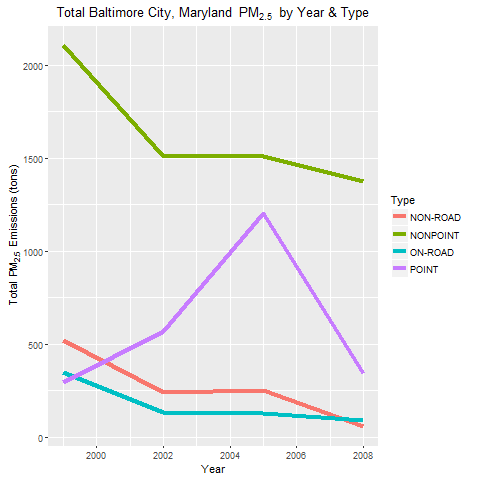 Total Baltimore City, Maryland PM2.5 by Year & Type
Total PM2.5 Emissions (tons)
2000
1500
1000
500
0
2000
2002
2004
2006
2008
Year
Type
NON-ROAD
NONPOINT
ON-ROAD
POINT